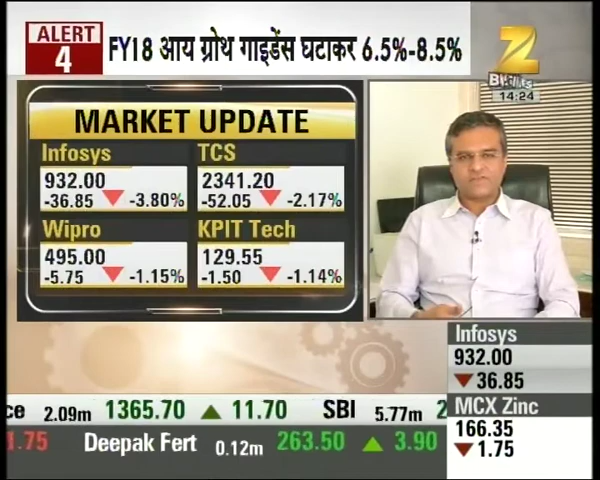 ALERT
4
FY18 आय ग्रोथ गाइडेंस घटाकर 6.5%-8.5%
Z
14:24
MARKET UPDATE
Infosys
932.00
-36.85 -3.80%
TCS
2341.20
-52.05 -2.17%
Wipro
495.00
-5.75 -1.15%
KPIT Tech
129.55
-1.50 -1.14%
Infosys
932.00
36.85
MCX Zinc
166.35
1.75
ce 2.09m 1365.70 11.70 SBI 5.77m 2
1.75 Deepak Fert 0.12m 263.50 3.90